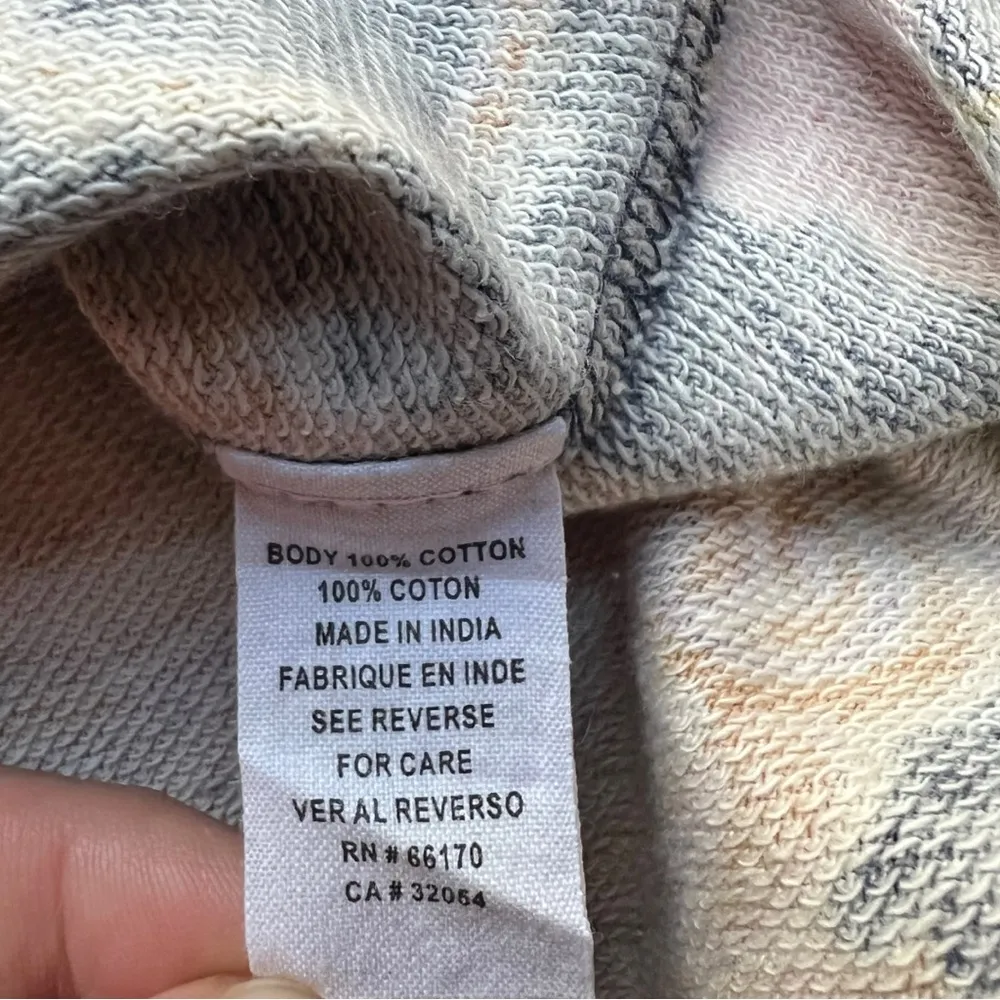 BODY 100% COTTON
100% COTON
MADE IN INDIA
FABRIQUE EN INDE
SEE REVERSE
FOR CARE
VER AL REVERSO
RN # 66170
CA # 32054